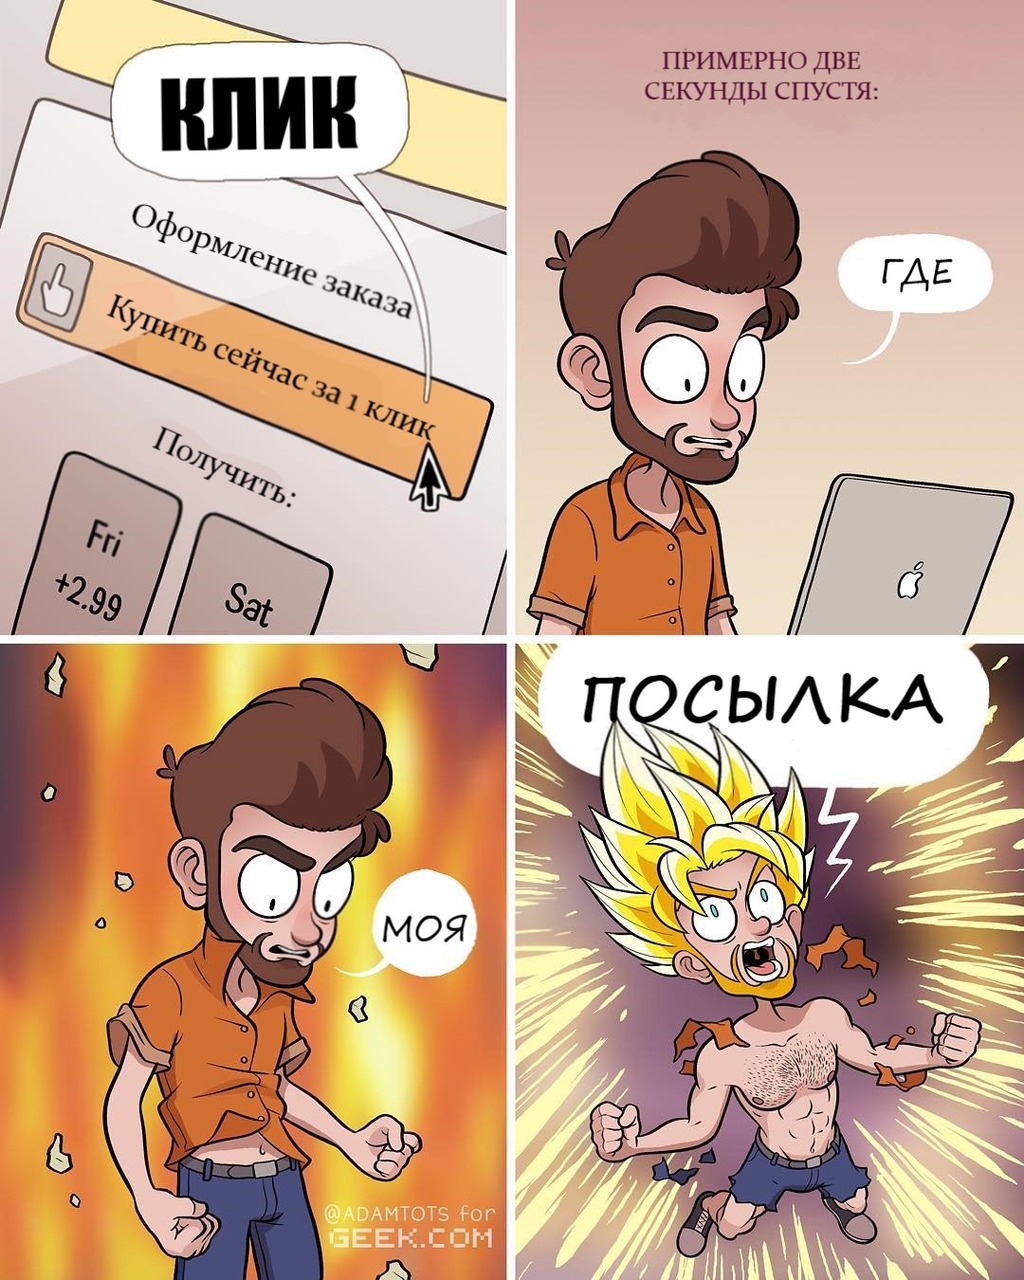 КЛИК
Оформление заказа
Купить сейчас за 1 клик
Получить:
Fri
+2.99
Sat
ПРИМЕРНО ДВЕ
СЕКУНДЫ СПУСТЯ:
ГДЕ
МОЯ
@ADAMTOTS for
GEEK.COM
ПОСЫЛКА